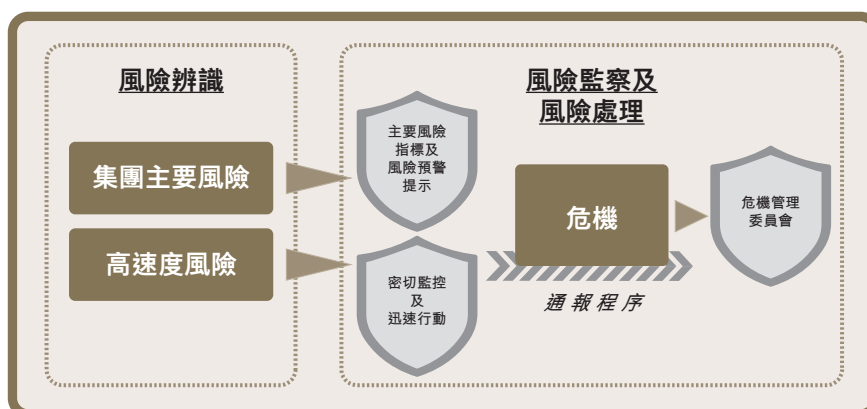 風險辨識
集團主要風險
高速度風險
風險監察及
風險處理
主要風險
指標及
風險預警
提示
密切監控
及
迅速行動
危機
通報程序
危機管理
委員會